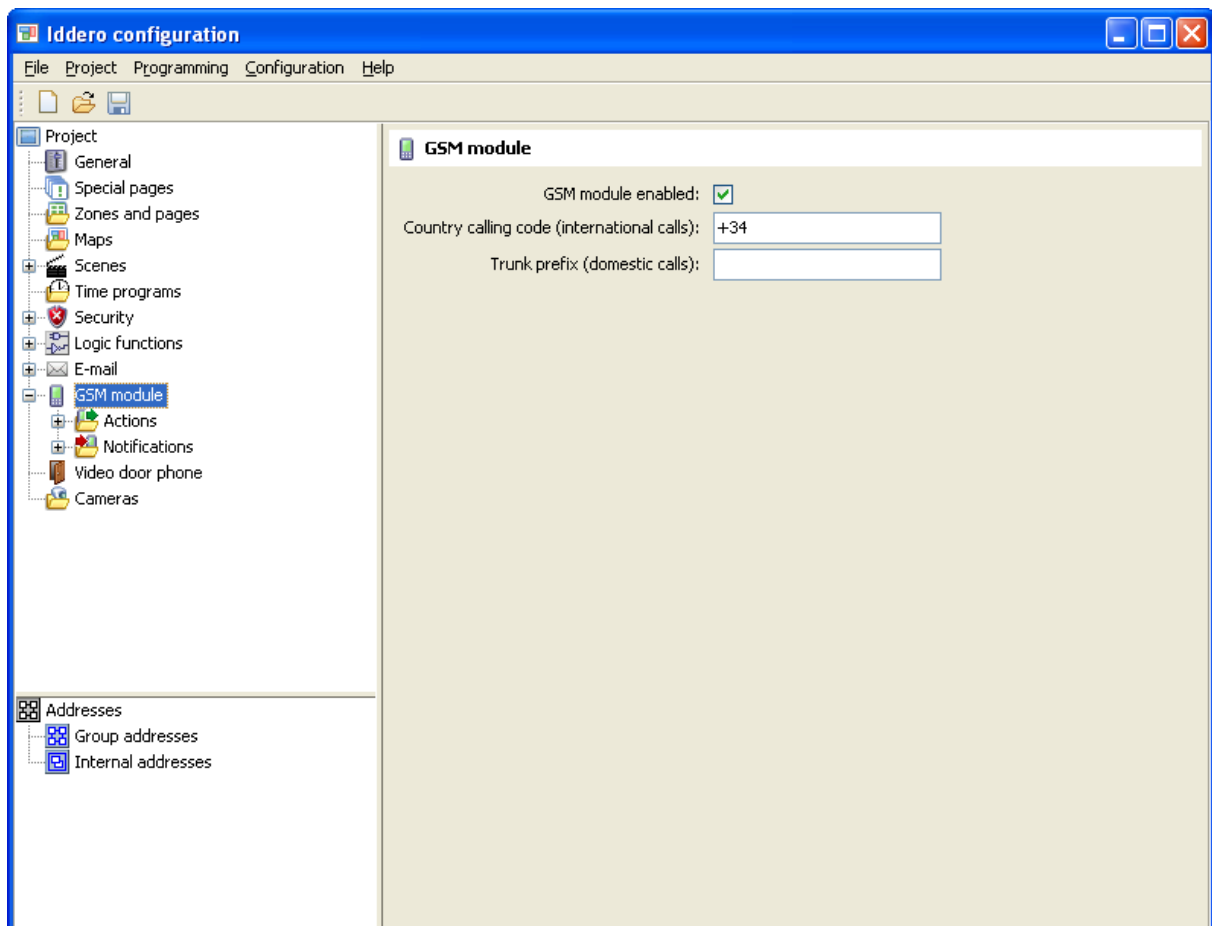 Iddero configuration
File Project Programming Configuration Help
Project
General
Special pages
Zones and pages
Maps
Scenes
Time programs
Security
Logic functions
E-mail
GSM module
Actions
Notifications
Video door phone
Cameras
Addresses
Group addresses
Internal addresses
GSM module
GSM module enabled:
Country calling code (international calls): +34
Trunk prefix (domestic calls):